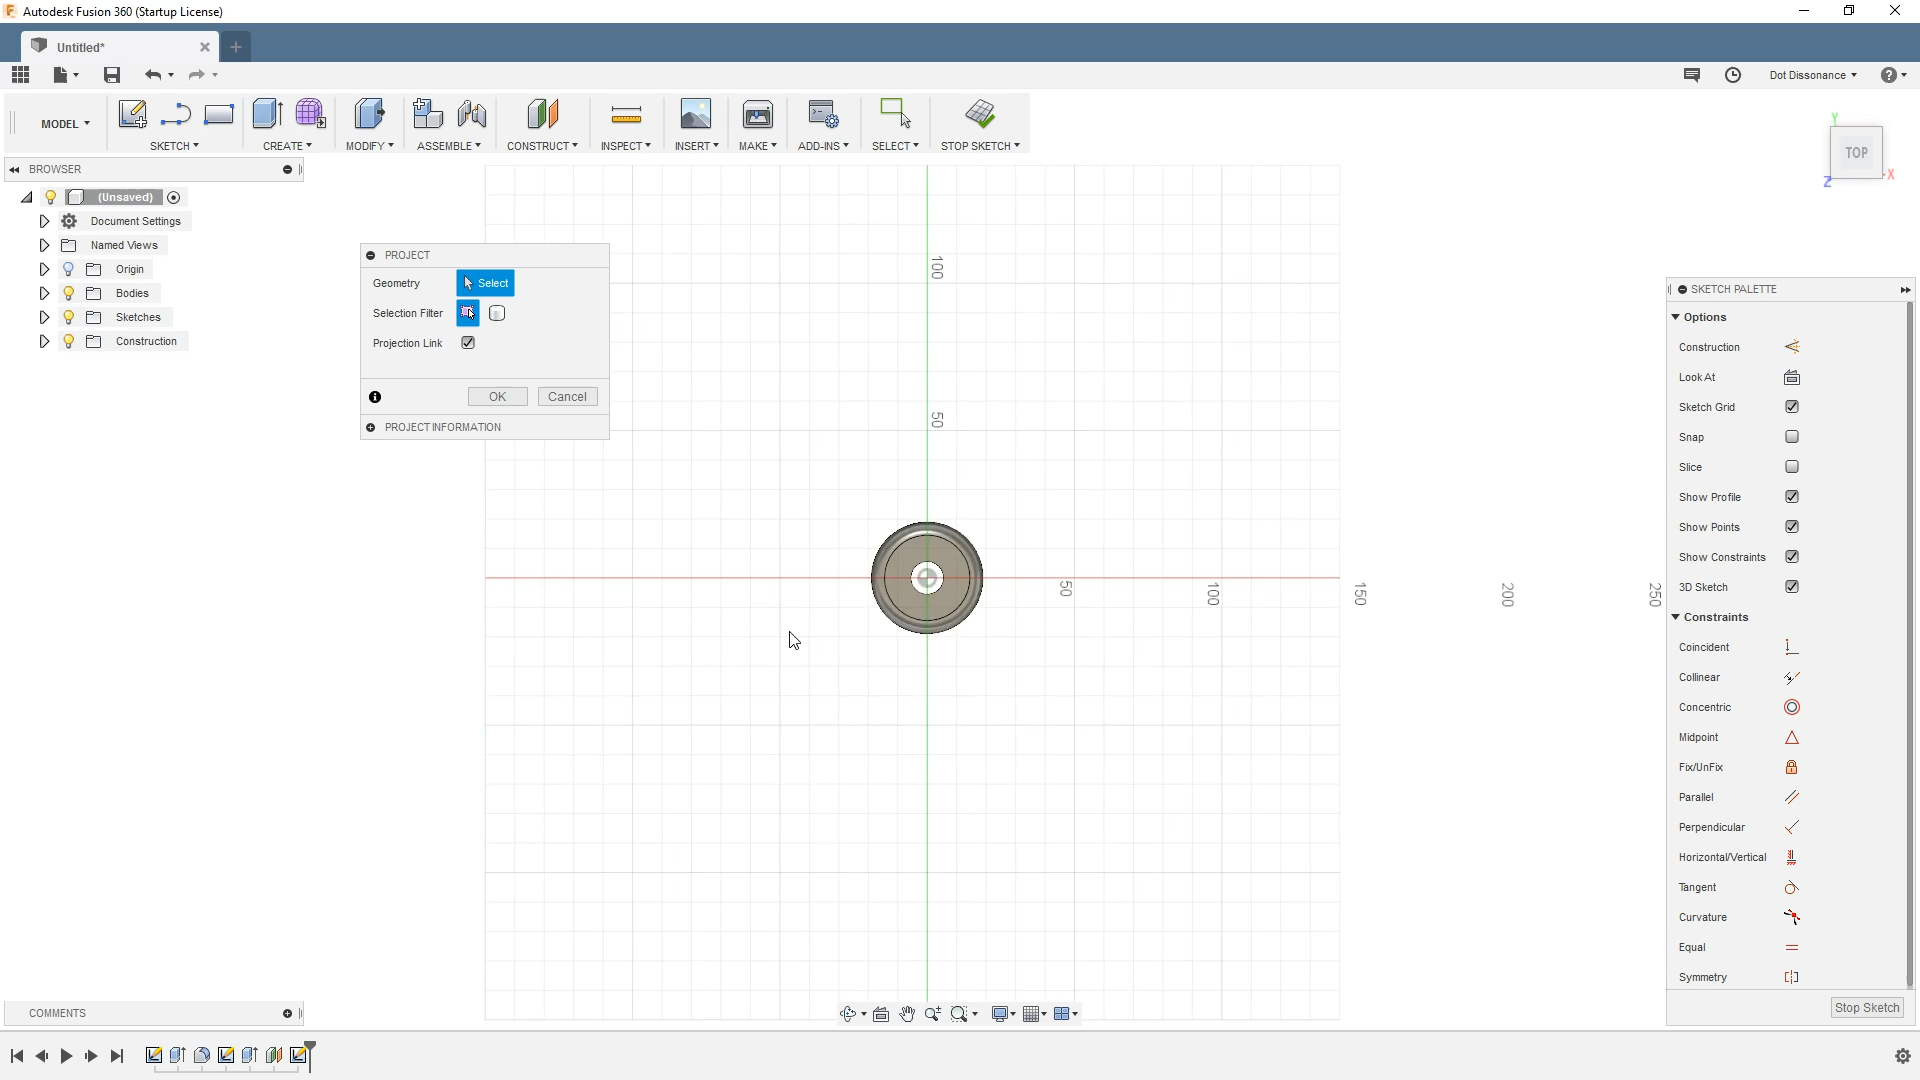 Autodesk Fusion 360 (Startup License)
Untitled*
Dot Dissonance
MODEL
SKETCH
CREATE
MODIFY
ASSEMBLE
CONSTRUCT
INSPECT
INSERT
MAKE
ADD-INS
SELECT
STOP SKETCH
BROWSER
(Unsaved)
Document Settings
Named Views
Origin
Bodies
Sketches
Construction
PROJECT
Geometry
Select
Selection Filter
Projection Link
OK
Cancel
PROJECT INFORMATION
100
50
50
100
150
200
250
Y
TOP
X
Z
SKETCH PALETTE
Options
Construction
Look At
Sketch Grid
Snap
Slice
Show Profile
Show Points
Show Constraints
3D Sketch
Constraints
Coincident
Collinear
Concentric
Midpoint
Fix/UnFix
Parallel
Perpendicular
Horizontal/Vertical
Tangent
Curvature
Equal
Symmetry
Stop Sketch
COMMENTS